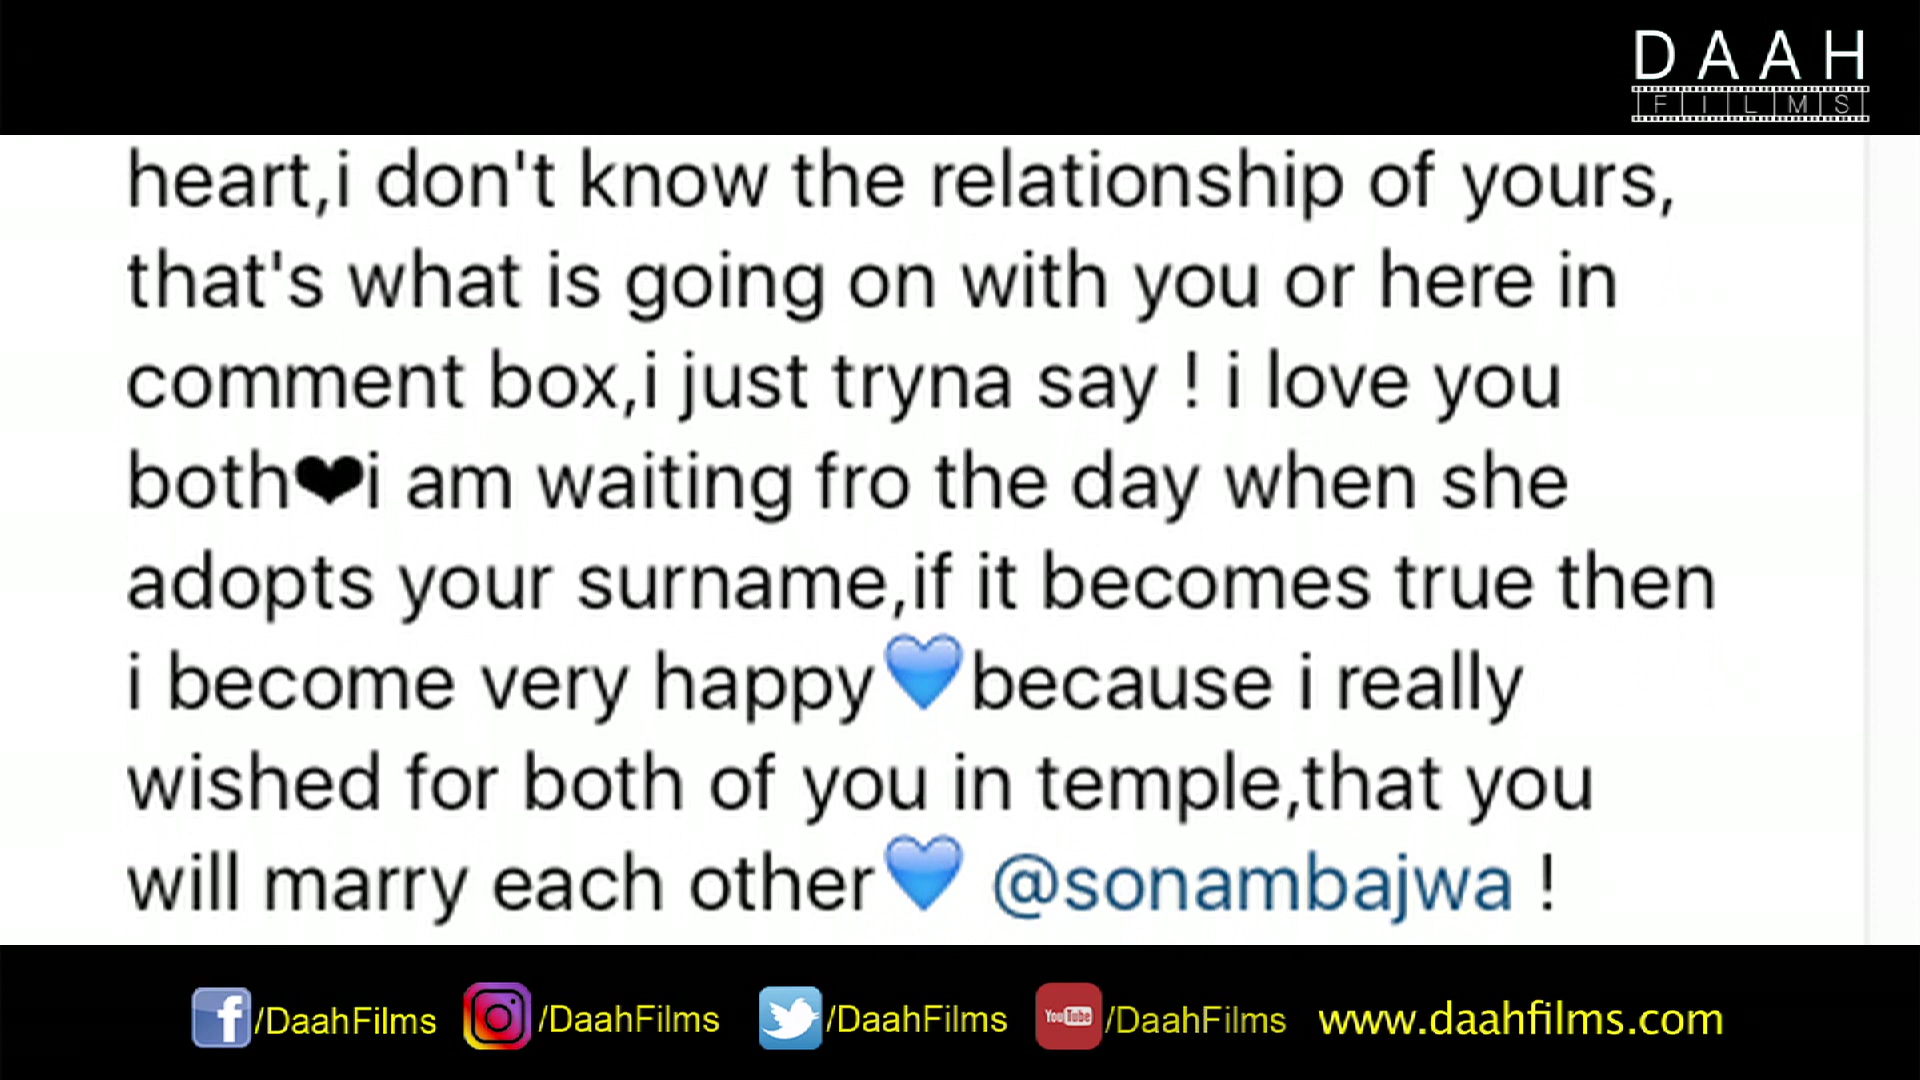 DAAH
FILMS
heart,i don't know the relationship of yours,
that's what is going on with you or here in
comment box,i just tryna say ! i love you
both❤i am waiting fro the day when she
adopts your surname,if it becomes true then
i become very happy💙because i really
wished for both of you in temple,that you
will marry each other💙 @sonambajwa !
f/DaahFilms /DaahFilms /DaahFilms YouTube/DaahFilms www.daahfilms.com